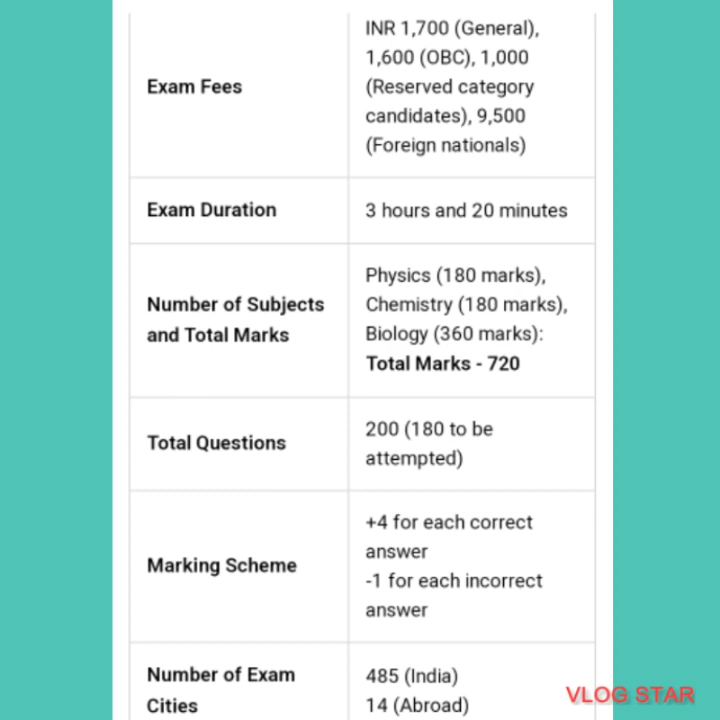 INR 1,700 (General),
1,600 (OBC), 1,000
Exam Fees
(Reserved category
candidates), 9,500
(Foreign nationals)
Exam Duration
3 hours and 20 minutes
Number of Subjects
and Total Marks
Physics (180 marks),
Chemistry (180 marks),
Biology (360 marks):
Total Marks - 720
Total Questions
200 (180 to be
attempted)
Marking Scheme
+4 for each correct
answer
-1 for each incorrect
answer
Number of Exam
Cities
485 (India)
14 (Abroad)
VLOG STAR